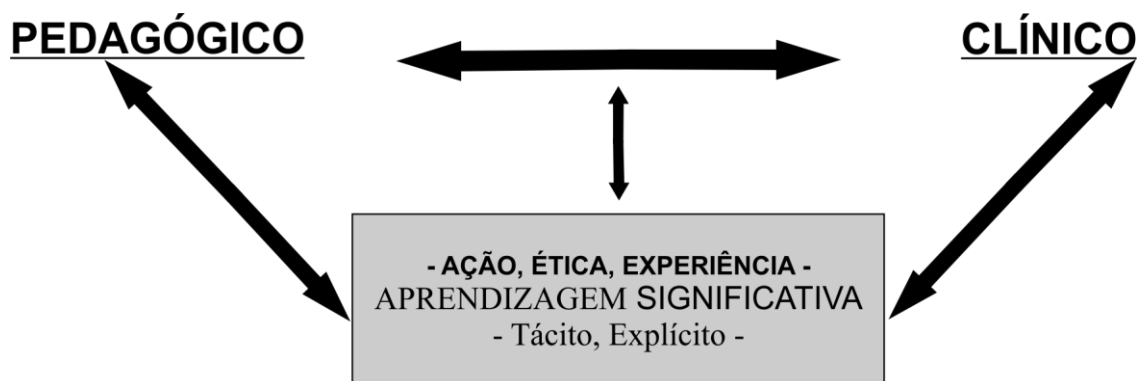 PEDAGÓGICO
CLÍNICO
- AÇÃO, ÉTICA, EXPERIÊNCIA -
APRENDIZAGEM SIGNIFICATIVA
- Tácito, Explícito -